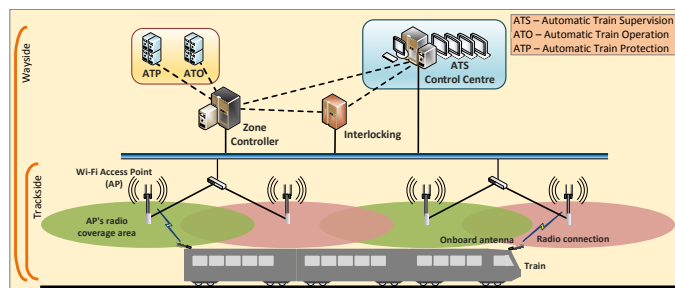 Wayside
Trackside
ATP
ATO
ATS
Control Centre
ATS – Automatic Train Supervision
ATO – Automatic Train Operation
ATP – Automatic Train Protection
Zone
Controller
Interlocking
Wi-Fi Access Point
(AP)
AP's radio
coverage area
Onboard antenna
Radio connection
Train